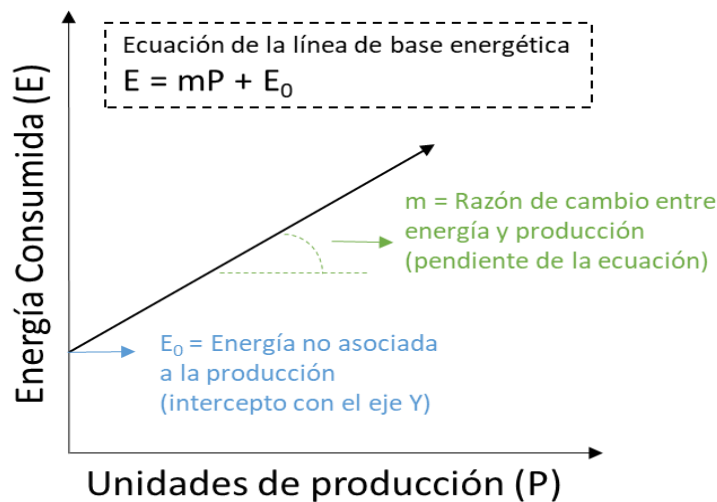 Ecuación de la línea de base energética
E = mP + E₀
Energía Consumida (E)
m = Razón de cambio entre
energía y producción
(pendiente de la ecuación)
E₀ = Energía no asociada
a la producción
(intercepto con el eje Y)
Unidades de producción (P)